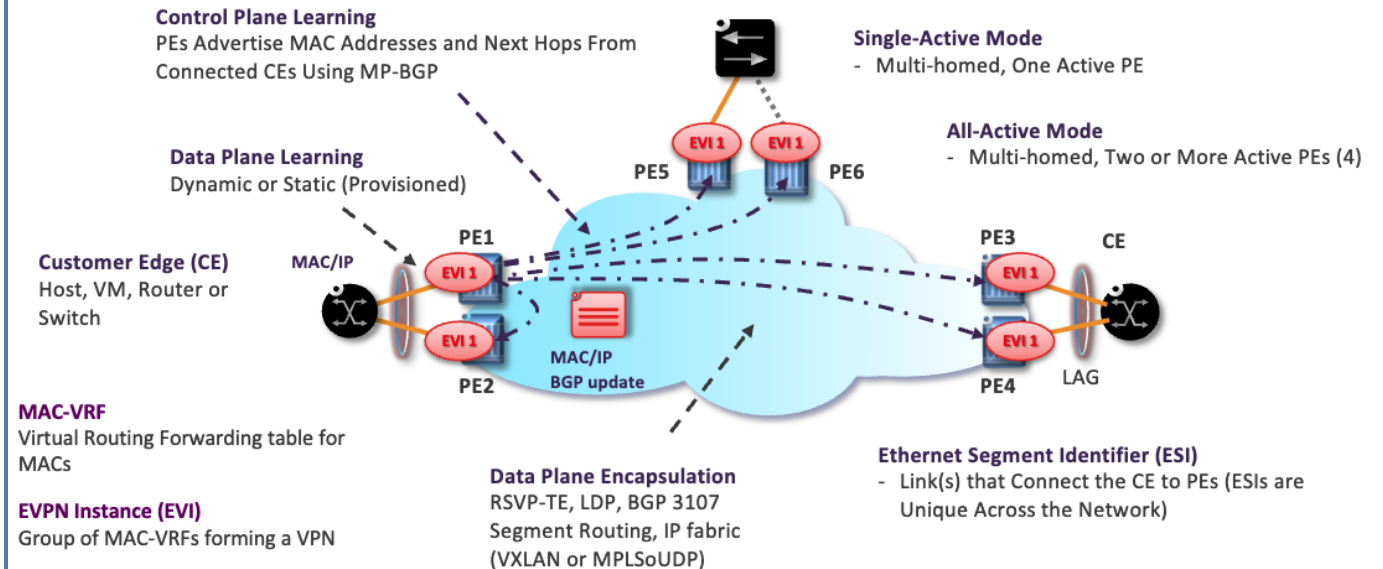 Control Plane Learning
PEs Advertise MAC Addresses and Next Hops From
Connected CEs Using MP-BGP
Single-Active Mode
- Multi-homed, One Active PE
All-Active Mode
- Multi-homed, Two or More Active PEs (4)
Data Plane Learning
Dynamic or Static (Provisioned)
EVI 1
EVI 1
PE5
PE6
Customer Edge (CE)
Host, VM, Router or
Switch
MAC/IP
PE1
EVI 1
EVI 1
PE2
MAC/IP
BGP update
PE3
EVI 1
EVI 1
PE4
CE
LAG
MAC-VRF
Virtual Routing Forwarding table for
MACs
EVPN Instance (EVI)
Group of MAC-VRFs forming a VPN
Data Plane Encapsulation
RSVP-TE, LDP, BGP 3107
Segment Routing, IP fabric
(VXLAN or MPLSoUDP)
Ethernet Segment Identifier (ESI)
- Link(s) that Connect the CE to PEs (ESIs are
Unique Across the Network)